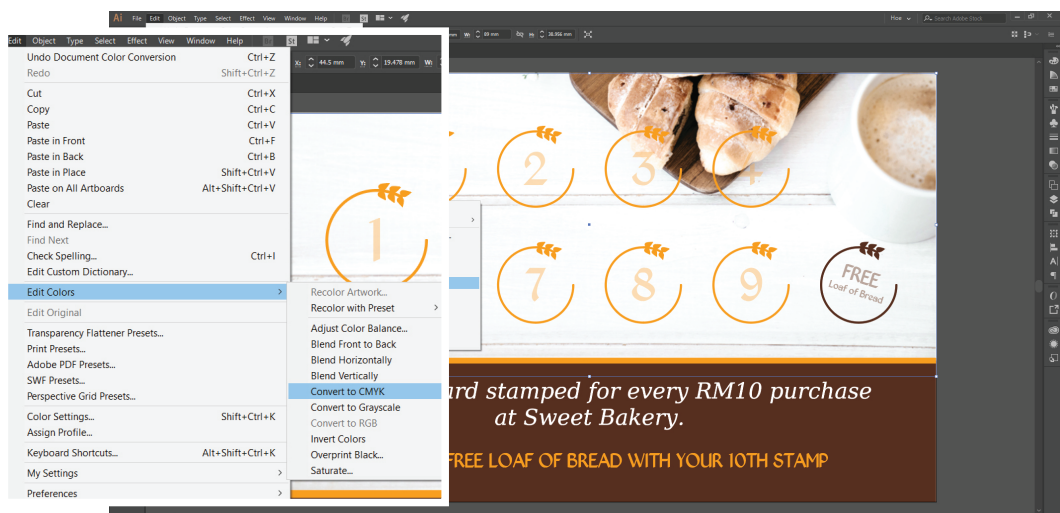 Ai File Edit Object Type Select Effect View Window Help St
Hoe Search Adobe Stock
Edit Object Type Select Effect View Window Help St
mm W: 89 mm H: 38.956 mm
X: 44.5 mm Y: 19.478 mm W:
Undo Document Color Conversion Ctrl+Z
Redo Shift+Ctrl+Z
Cut Ctrl+X
Copy Ctrl+C
Paste Ctrl+V
Paste in Front Ctrl+F
Paste in Back Ctrl+B
Paste in Place Shift+Ctrl+V
Paste on All Artboards Alt+Shift+Ctrl+V
Clear
Find and Replace...
Find Next
Check Spelling... Ctrl+I
Edit Custom Dictionary...
Edit Colors >
Edit Original
Transparency Flattener Presets...
Print Presets...
Adobe PDF Presets...
SWF Presets...
Perspective Grid Presets...
Color Settings... Shift+Ctrl+K
Assign Profile...
Keyboard Shortcuts... Alt+Shift+Ctrl+K
My Settings >
Preferences >
Recolor Artwork...
Recolor with Preset >
Adjust Color Balance...
Blend Front to Back
Blend Horizontally
Blend Vertically
Convert to CMYK
Convert to Grayscale
Convert to RGB
Invert Colors
Overprint Black...
Saturate...
1
2 3 4
7 8 9
FREE
Loaf of Bread
ard stamped for every RM10 purchase
at Sweet Bakery.
FREE LOAF OF BREAD WITH YOUR 10TH STAMP